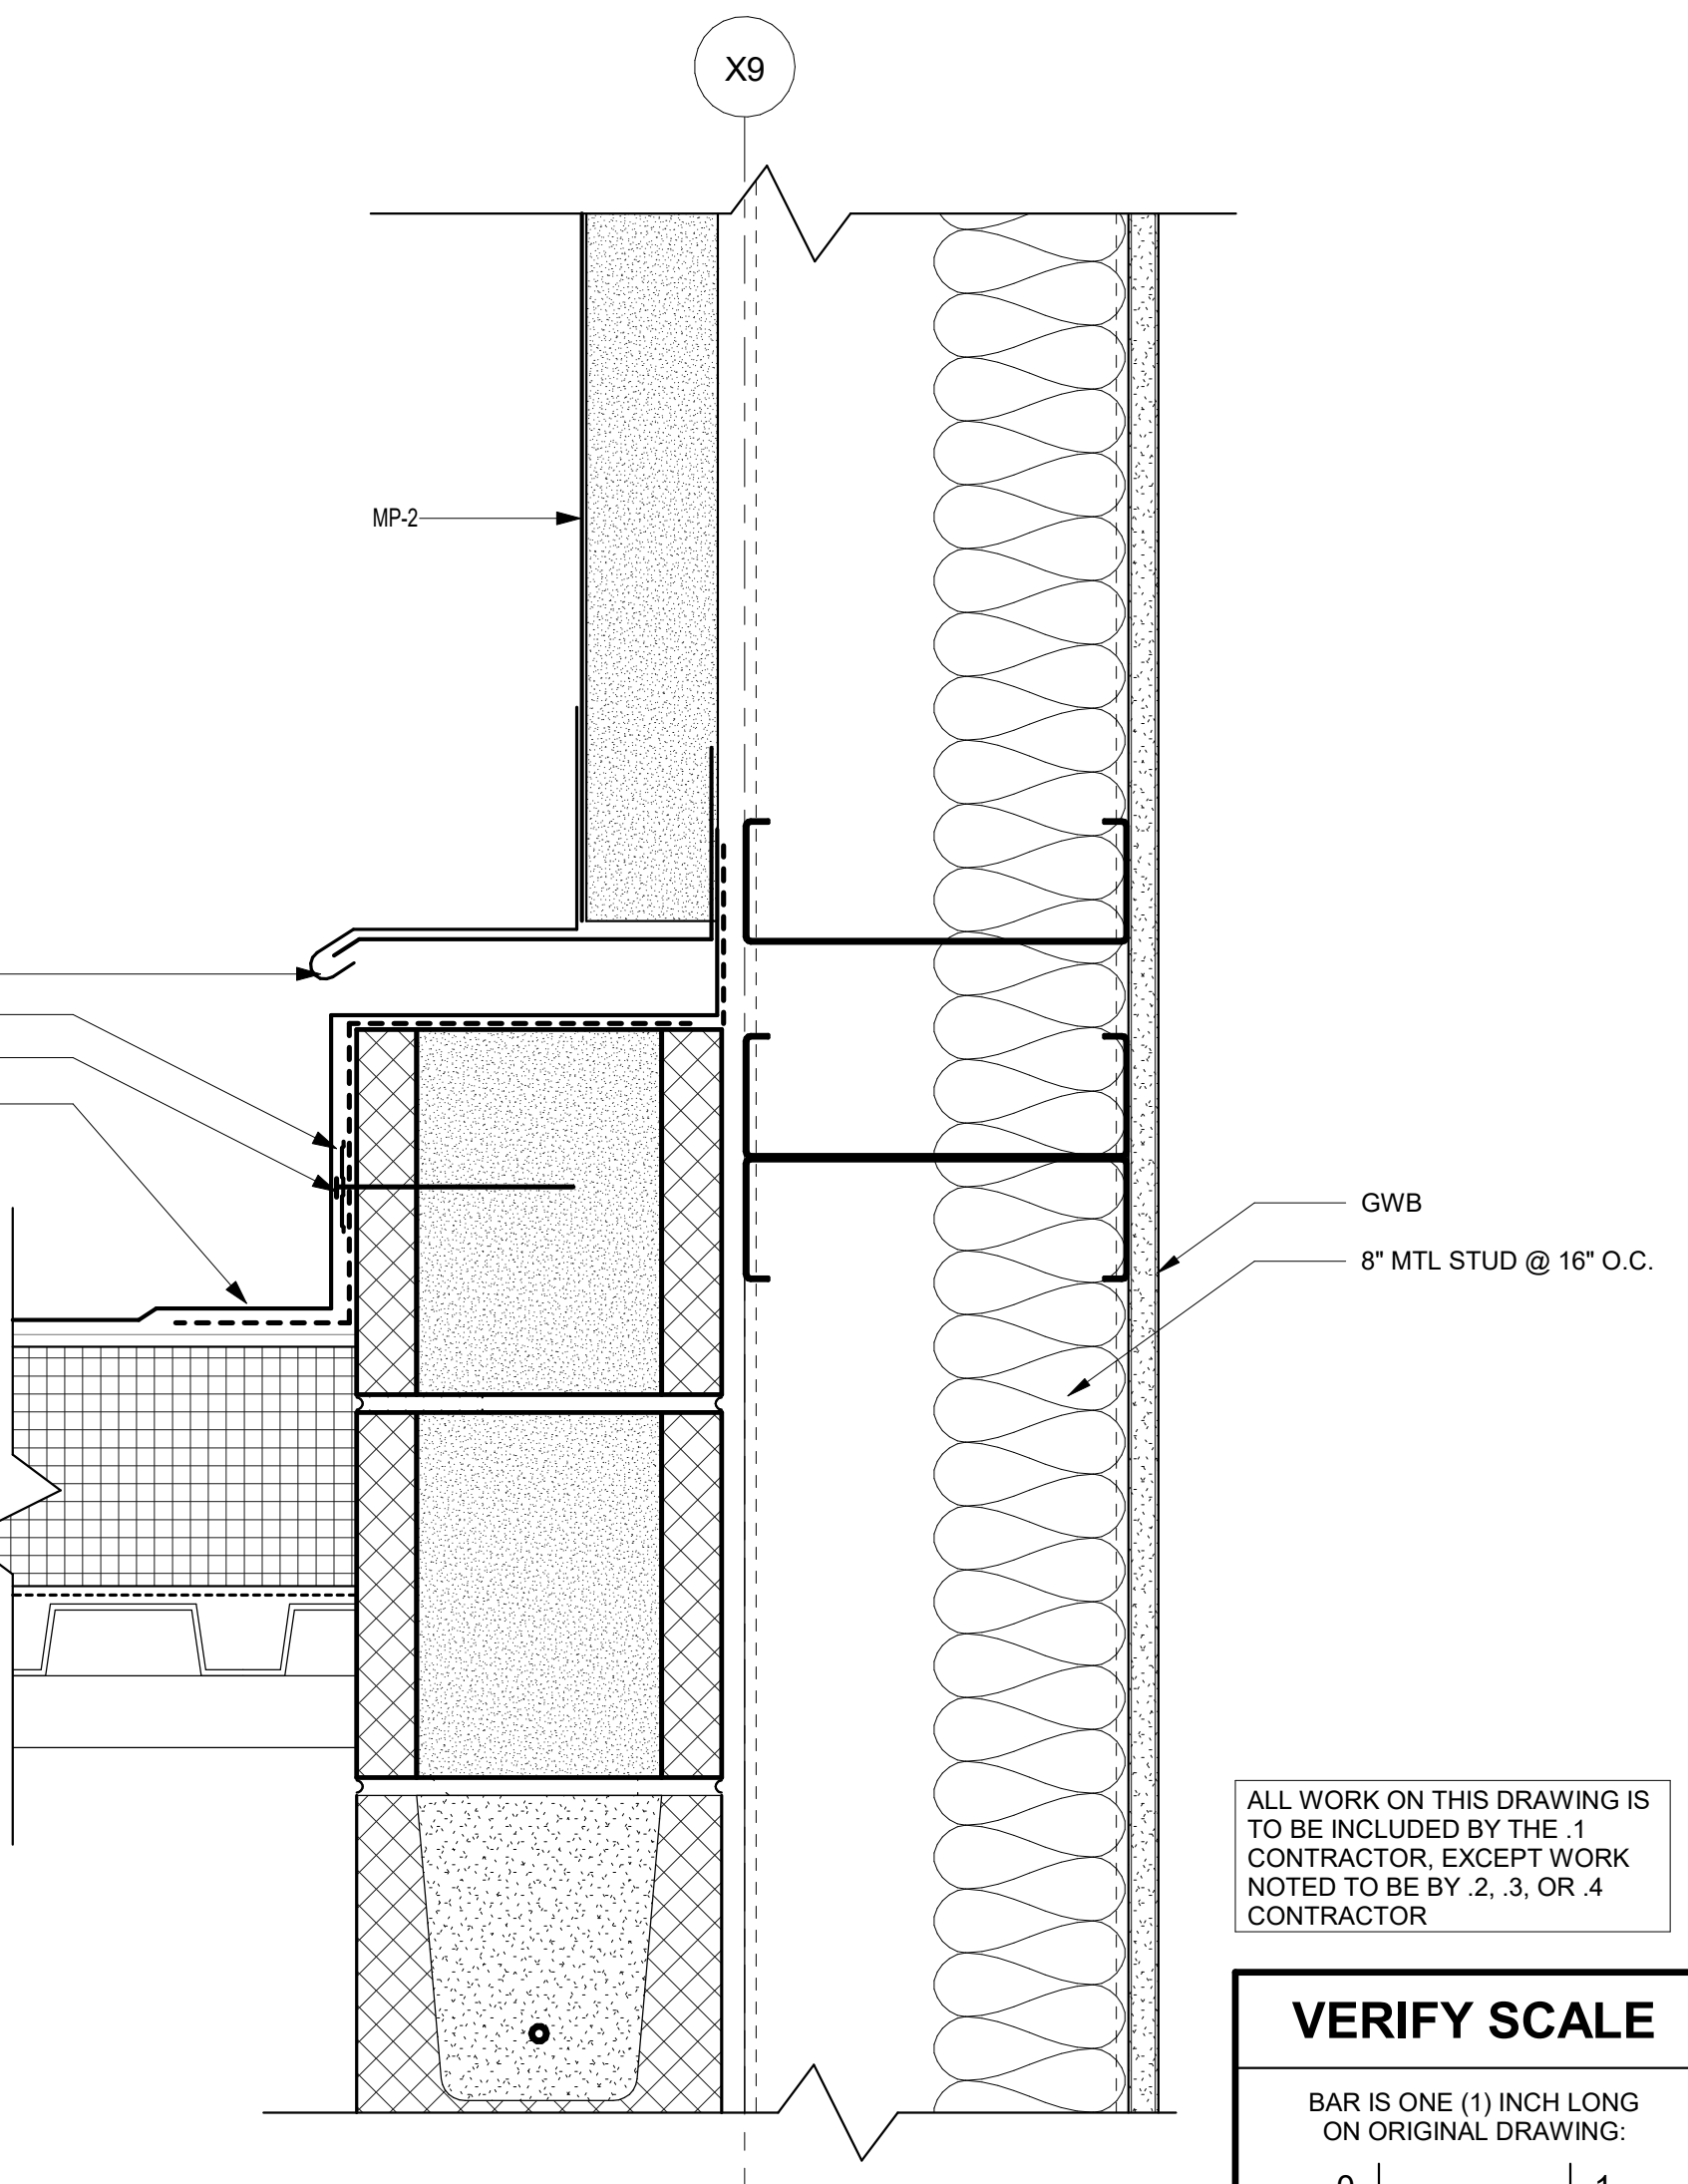 X9
MP-2
GWB
8" MTL STUD @ 16" O.C.
ALL WORK ON THIS DRAWING IS
TO BE INCLUDED BY THE .1
CONTRACTOR, EXCEPT WORK
NOTED TO BE BY .2, .3, OR .4
CONTRACTOR
VERIFY SCALE
BAR IS ONE (1) INCH LONG
ON ORIGINAL DRAWING:
0 1